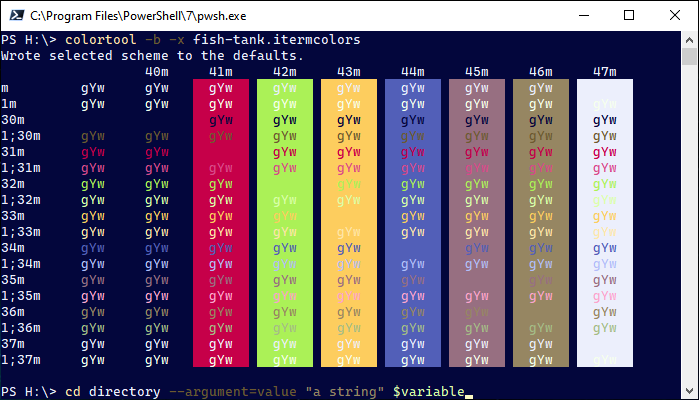 C:\Program Files\PowerShell\7\pwsh.exe
PS H:\> colortool -b -x fish-tank.itermcolors
Wrote selected scheme to the defaults.
40m 41m 42m 43m 44m 45m 46m 47m
m gYw gYw gYw gYw gYw gYw gYw gYw gYw
1m gYw gYw gYw gYw gYw gYw gYw gYw gYw
30m gYw gYw gYw gYw gYw gYw gYw
1;30m gYw gYw gYw gYw gYw gYw gYw gYw gYw
31m gYw gYw gYw gYw gYw gYw gYw gYw
1;31m gYw gYw gYw gYw gYw gYw gYw gYw gYw
32m gYw gYw gYw gYw gYw gYw gYw gYw
1;32m gYw gYw gYw gYw gYw gYw gYw gYw gYw
33m gYw gYw gYw gYw gYw gYw gYw gYw
1;33m gYw gYw gYw gYw gYw gYw gYw gYw gYw
34m gYw gYw gYw gYw gYw gYw gYw gYw
1;34m gYw gYw gYw gYw gYw gYw gYw gYw gYw
35m gYw gYw gYw gYw gYw gYw gYw gYw
1;35m gYw gYw gYw gYw gYw gYw gYw gYw gYw
36m gYw gYw gYw gYw gYw gYw gYw gYw
1;36m gYw gYw gYw gYw gYw gYw gYw gYw gYw
37m gYw gYw gYw gYw gYw gYw gYw gYw
1;37m gYw gYw gYw gYw gYw gYw gYw gYw gYw
PS H:\> cd directory --argument=value "a string" $variable